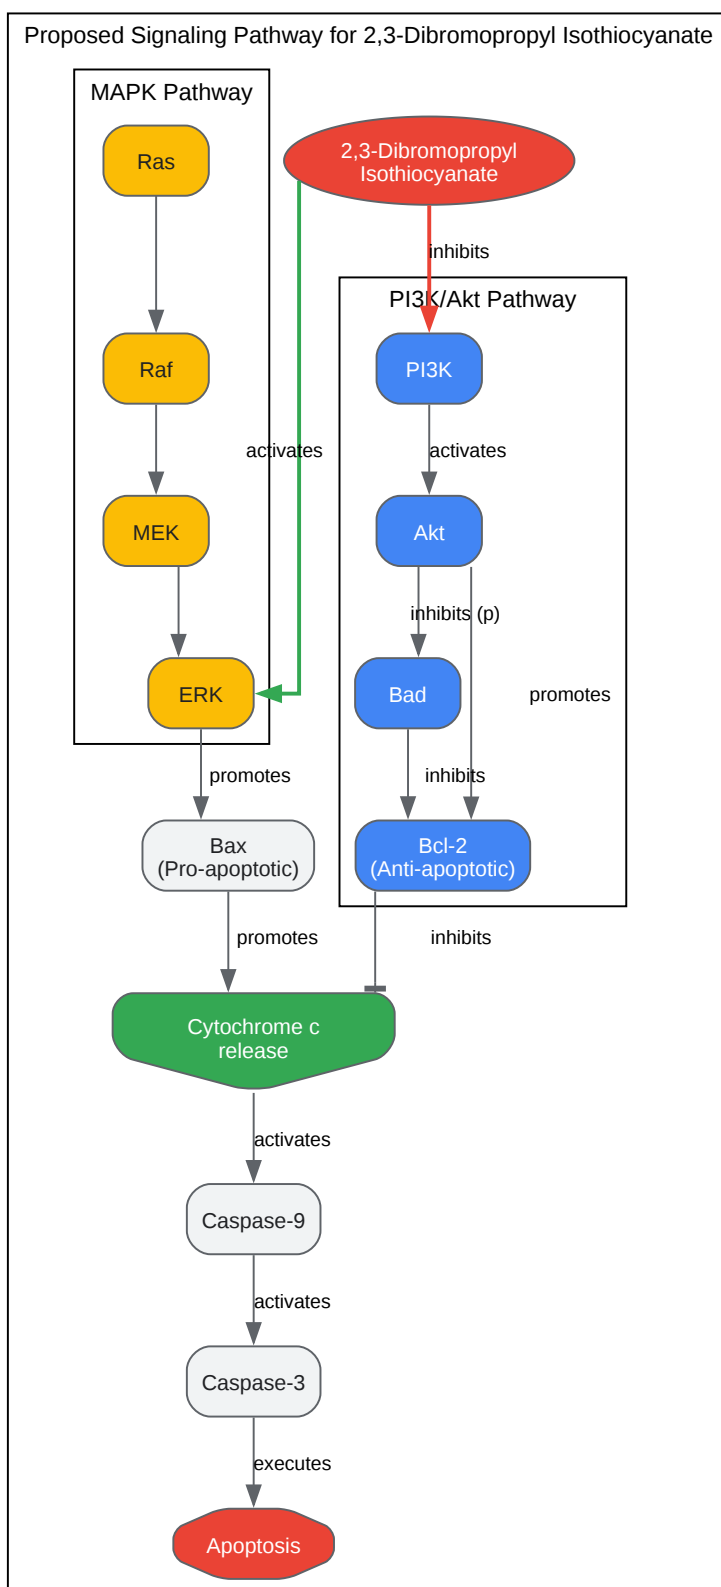 Proposed Signaling Pathway for 2,3-Dibromopropyl Isothiocyanate
MAPK Pathway
Ras
2,3-Dibromopropyl
Isothiocyanate
inhibits
PI3K/Akt Pathway
Raf
PI3K
activates
activates
MEK
Akt
inhibits (p)
ERK
Bad
promotes
promotes
inhibits
Bax
(Pro-apoptotic)
Bcl-2
(Anti-apoptotic)
promotes
inhibits
Cytochrome c
release
activates
Caspase-9
activates
Caspase-3
executes
Apoptosis